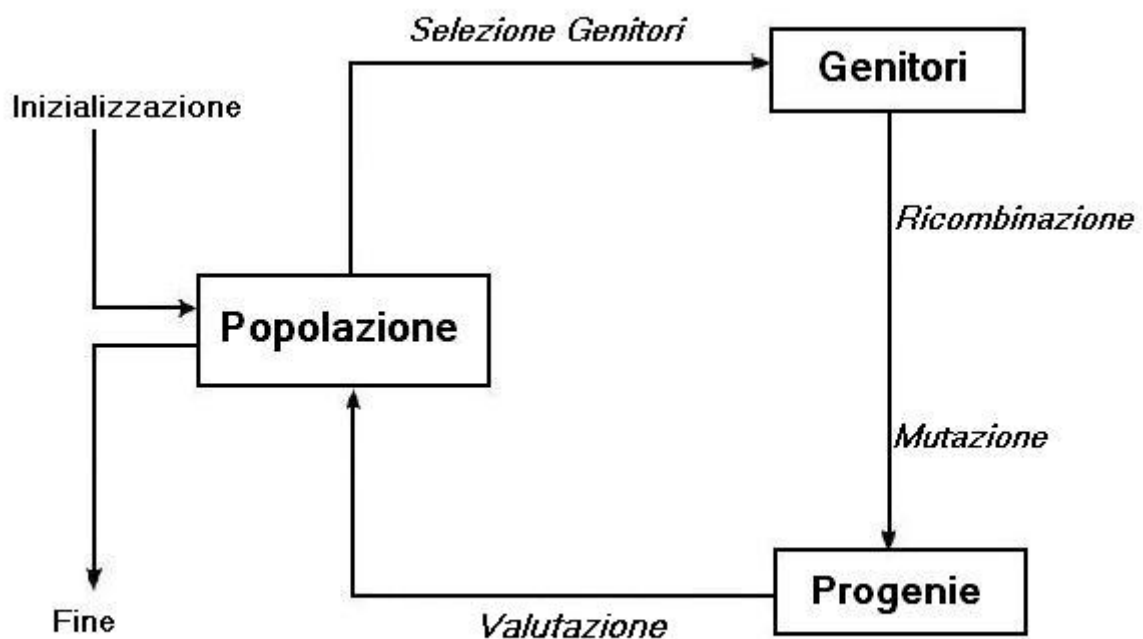 Selezione Genitori
Genitori
Inizializzazione
Ricombinazione
Popolazione
Mutazione
Progenie
Fine
Valutazione